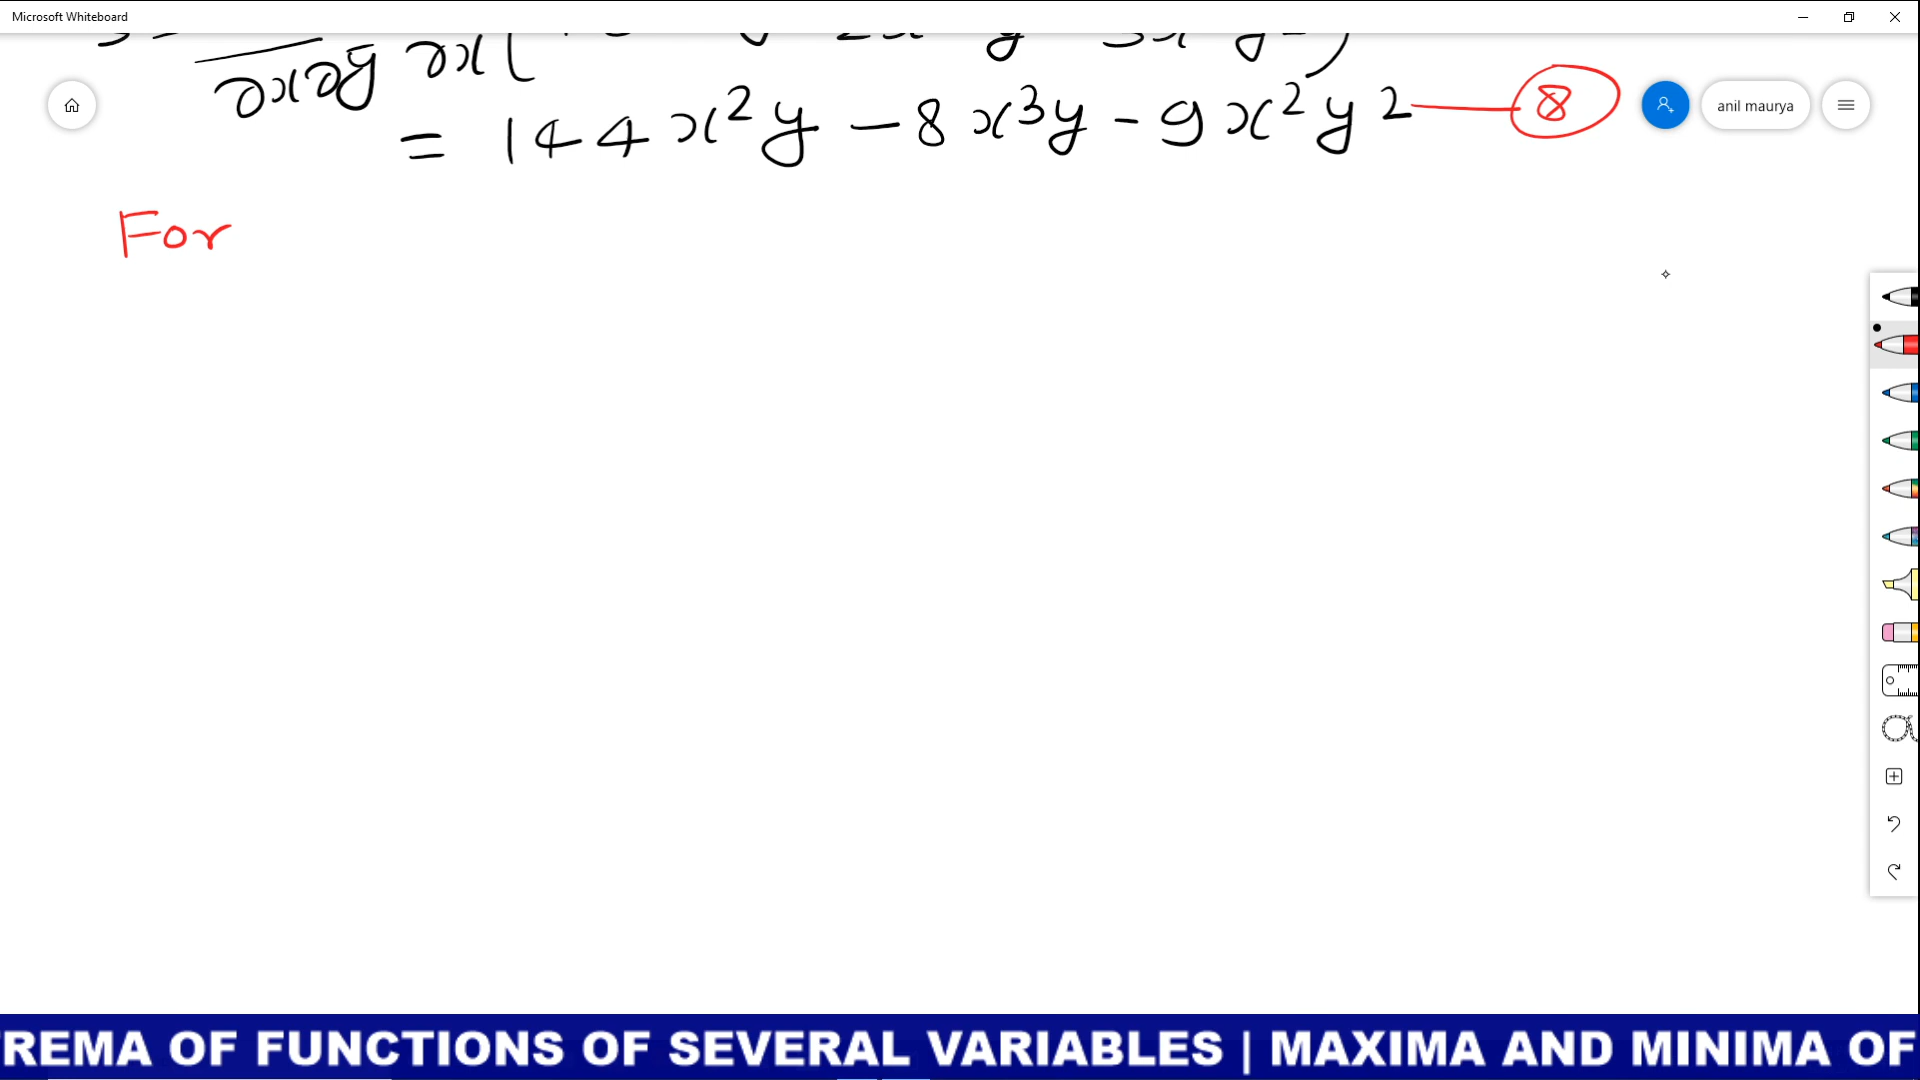 Microsoft Whiteboard
∂x∂y ∂x(
= 144x²y − 8x³y − 9x²y² —— ⑧
anil maurya
For
REMA OF FUNCTIONS OF SEVERAL VARIABLES | MAXIMA AND MINIMA OF